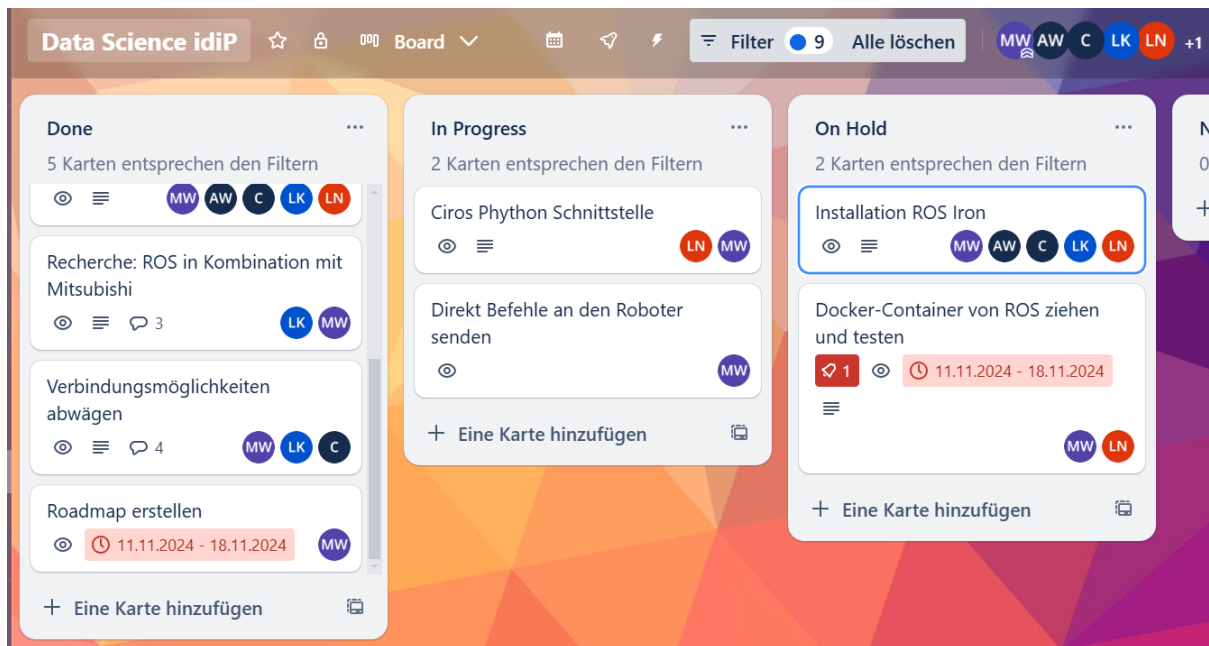 Data Science idiP Board Filter 9 Alle löschen MW AW C LK LN +1
Done
5 Karten entsprechen den Filtern
MW AW C LK LN
Recherche: ROS in Kombination mit
Mitsubishi
3 LK MW
Verbindungsmöglichkeiten
abwägen
4 MW LK C
Roadmap erstellen
11.11.2024 - 18.11.2024 MW
+ Eine Karte hinzufügen
In Progress
2 Karten entsprechen den Filtern
Ciros Phython Schnittstelle
LN MW
Direkt Befehle an den Roboter
senden
MW
+ Eine Karte hinzufügen
On Hold
2 Karten entsprechen den Filtern
Installation ROS Iron
MW AW C LK LN
Docker-Container von ROS ziehen
und testen
1 11.11.2024 - 18.11.2024
MW LN
+ Eine Karte hinzufügen
N
0
+